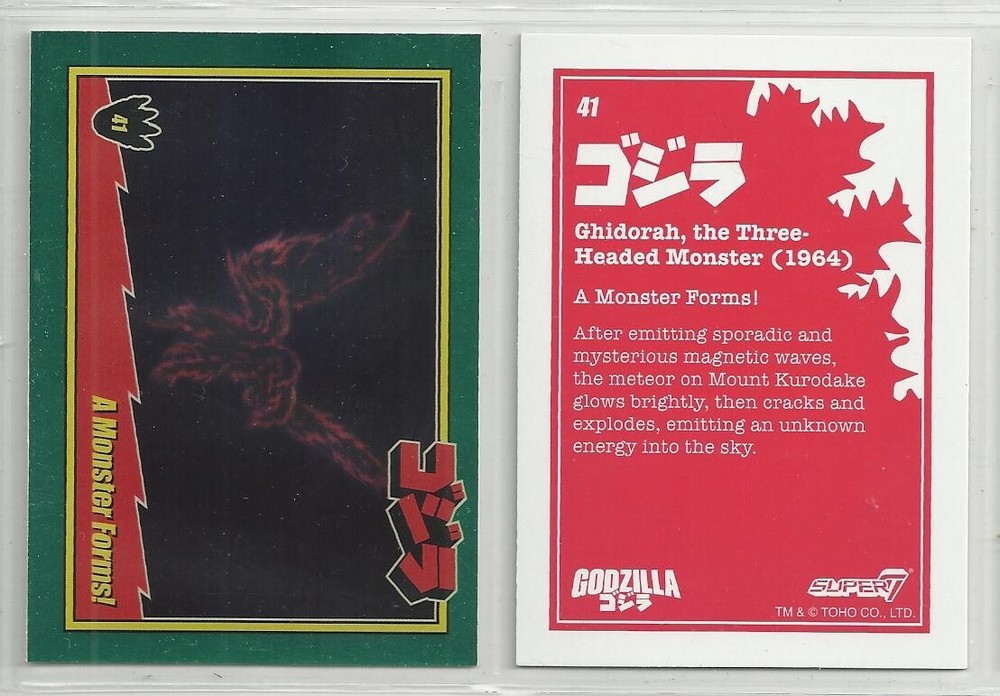 41
ゴジラ
A Monster Forms!
41
ゴジラ
Ghidorah, the Three-
Headed Monster (1964)
A Monster Forms!
After emitting sporadic and
mysterious magnetic waves,
the meteor on Mount Kurodake
glows brightly, then cracks and
explodes, emitting an unknown
energy into the sky.
GODZILLA
ゴジラ
SUPER7®
TM & © TOHO CO., LTD.